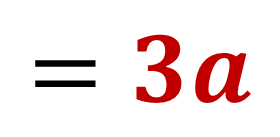 = 3a